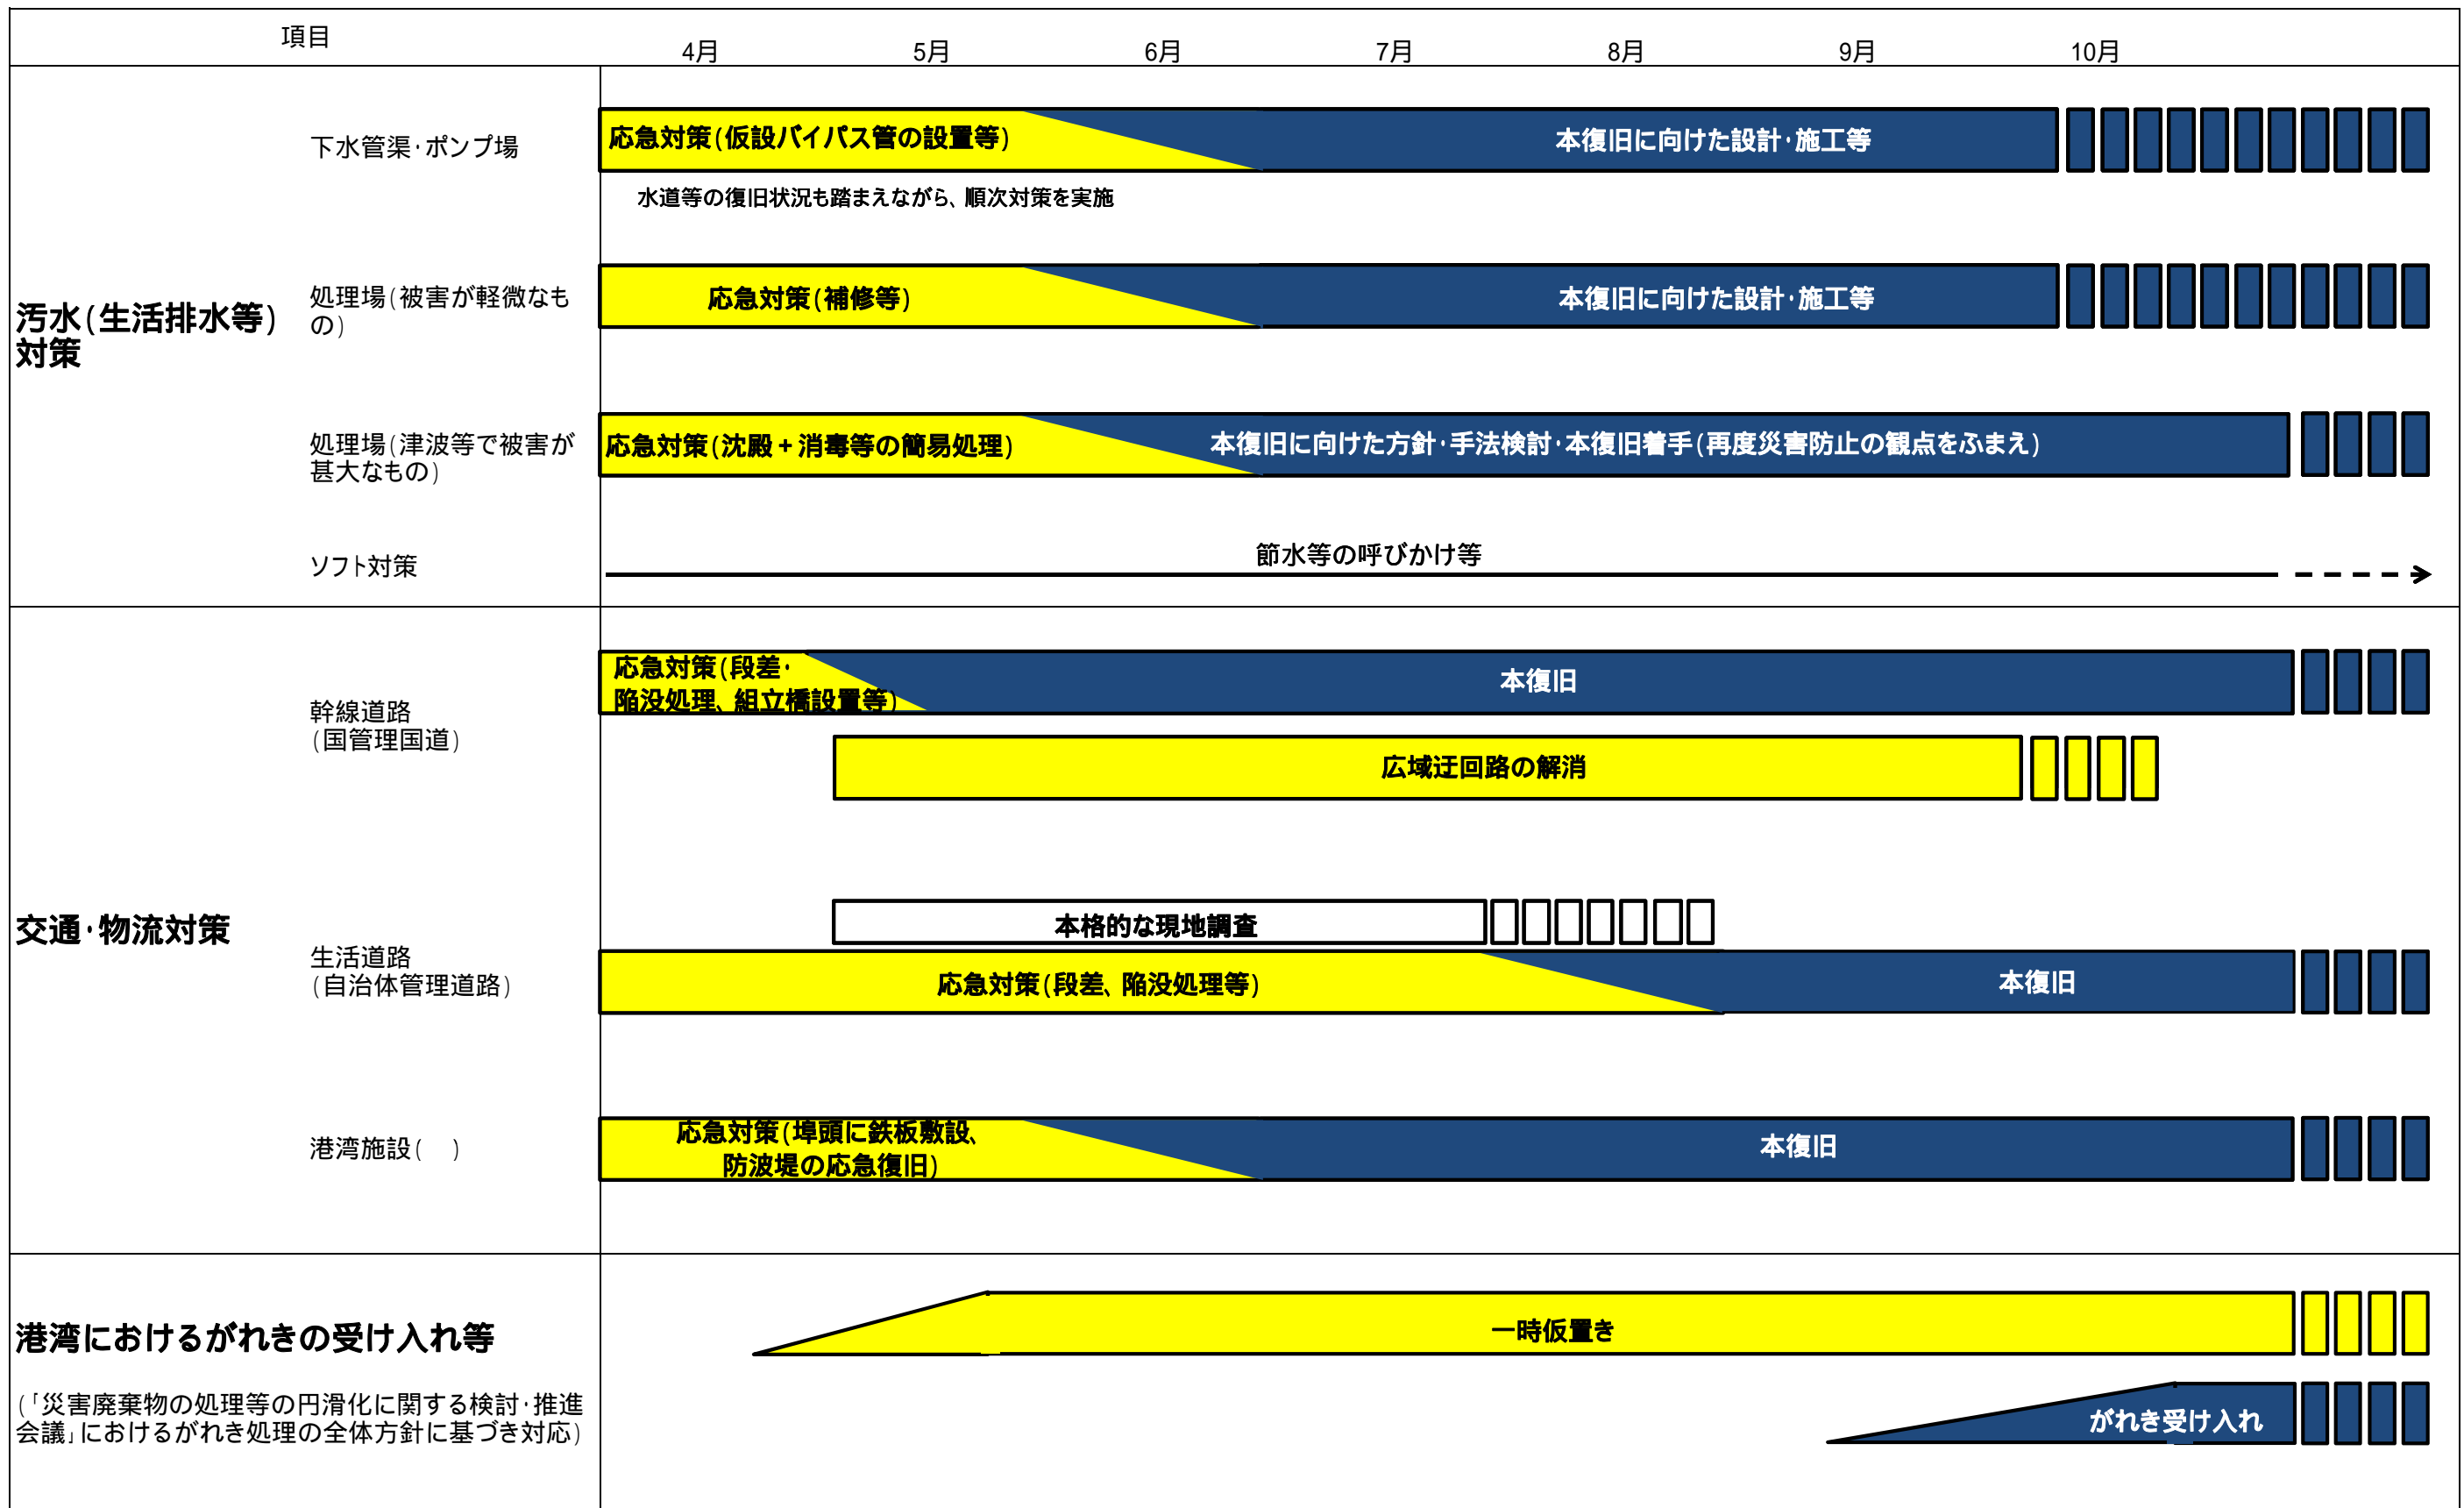 項目
4月 5月 6月 7月 8月 9月 10月
汚水(生活排水等)
対策
下水管渠・ポンプ場
応急対策(仮設バイパス管の設置等)
本復旧に向けた設計・施工等
水道等の復旧状況も踏まえながら、順次対策を実施
処理場(被害が軽微なも
の)
応急対策(補修等)
本復旧に向けた設計・施工等
処理場(津波等で被害が
甚大なもの)
応急対策(沈殿+消毒等の簡易処理)
本復旧に向けた方針・手法検討・本復旧着手(再度災害防止の観点をふまえ)
ソフト対策
節水等の呼びかけ等
交通・物流対策
幹線道路
(国管理国道)
応急対策(段差・
陥没処理、組立橋設置等)
本復旧
広域迂回路の解消
生活道路
(自治体管理道路)
本格的な現地調査
応急対策(段差、陥没処理等)
本復旧
港湾施設( )
応急対策(埠頭に鉄板敷設、
防波堤の応急復旧)
本復旧
港湾におけるがれきの受け入れ等
(「災害廃棄物の処理等の円滑化に関する検討・推進
会議」におけるがれき処理の全体方針に基づき対応)
一時仮置き
がれき受け入れ